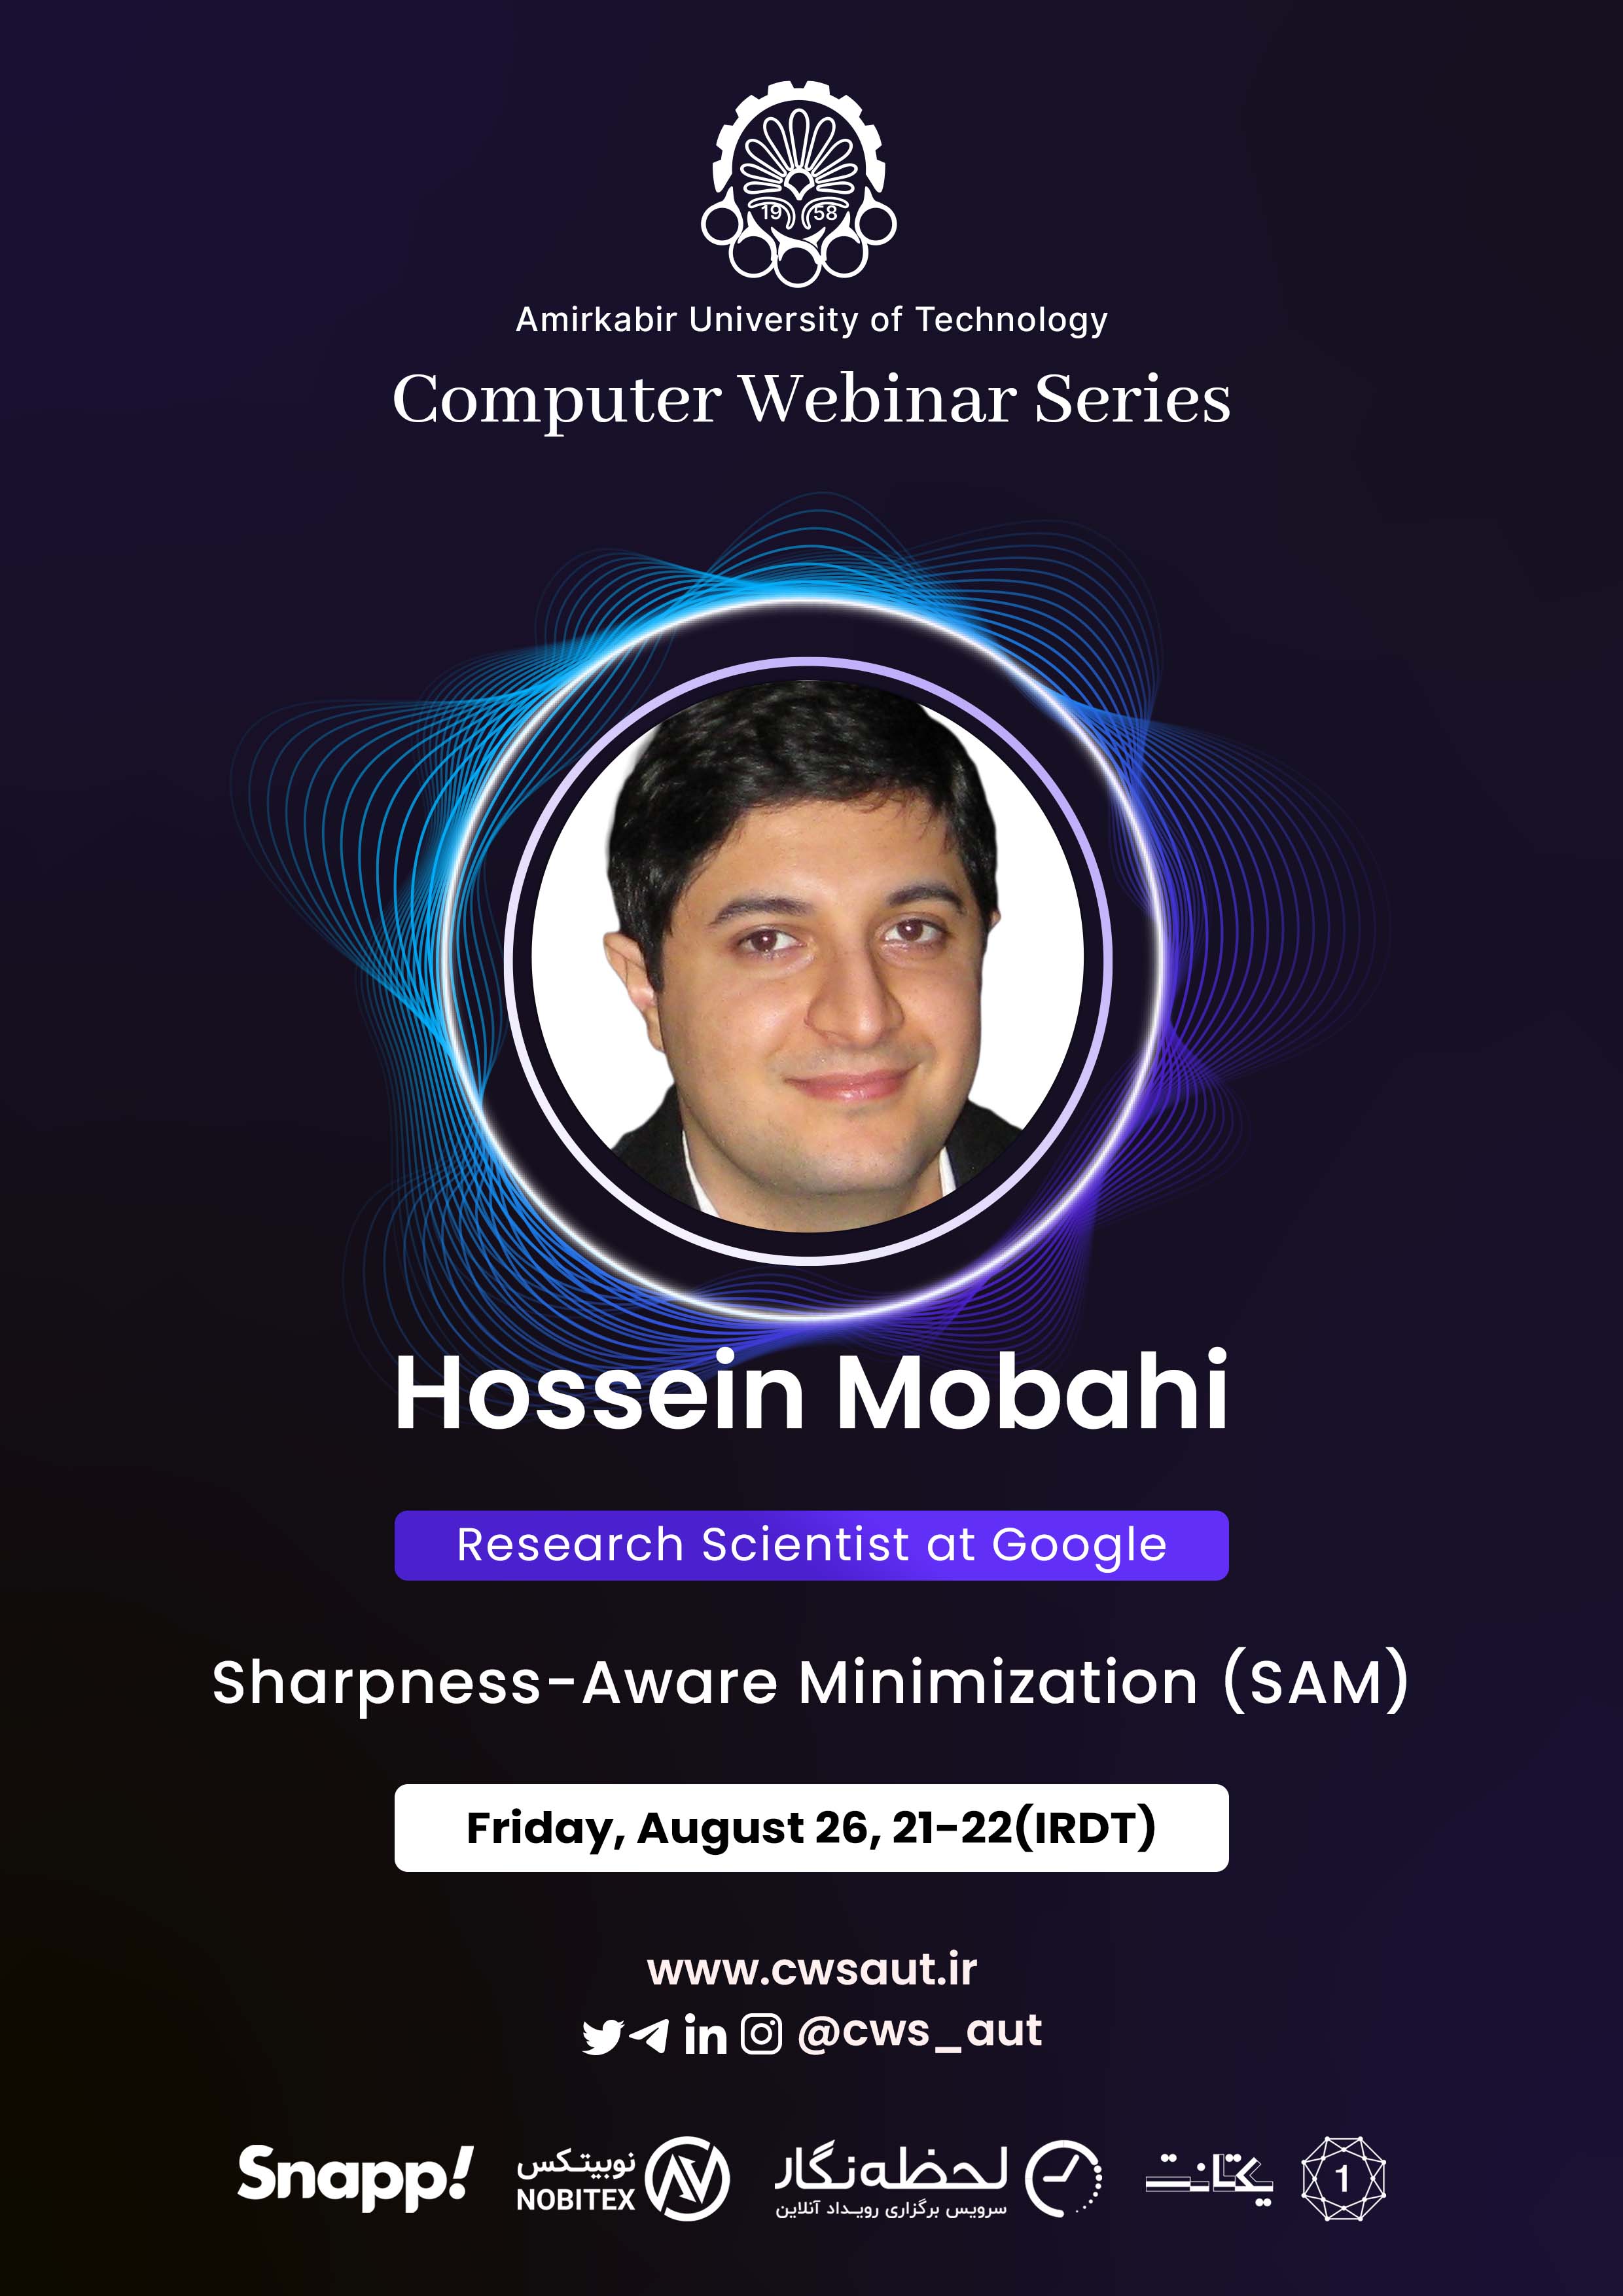 19 58
Amirkabir University of Technology
Computer Webinar Series
Hossein Mobahi
Research Scientist at Google
Sharpness-Aware Minimization (SAM)
Friday, August 26, 21-22(IRDT)
www.cwsaut.ir
in @cws_aut
Snapp!
نوبیتکس
NOBITEX
لحظه‌نگار
سرویس برگزاری رویداد آنلاین
یکتانت
1